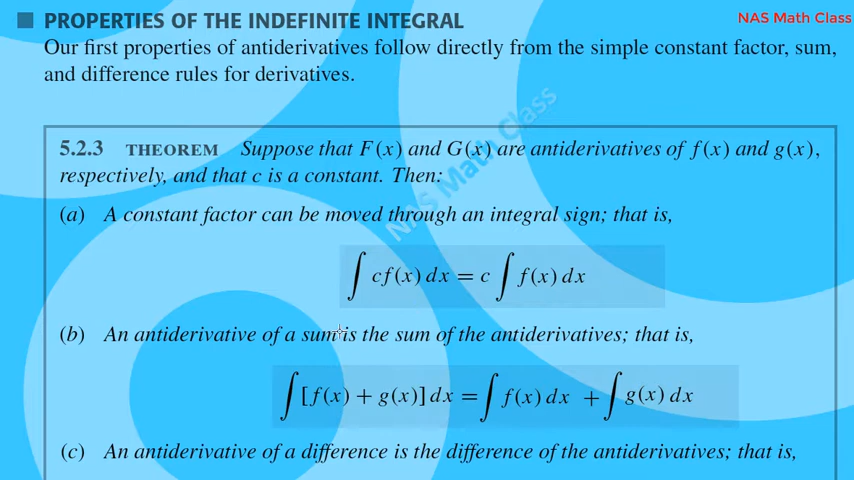 PROPERTIES OF THE INDEFINITE INTEGRAL
NAS Math Class
Our first properties of antiderivatives follow directly from the simple constant factor, sum,
and difference rules for derivatives.
5.2.3 THEOREM Suppose that F(x) and G(x) are antiderivatives of f(x) and g(x),
respectively, and that c is a constant. Then:
(a) A constant factor can be moved through an integral sign; that is,
∫ cf(x) dx = c ∫ f(x) dx
(b) An antiderivative of a sum is the sum of the antiderivatives; that is,
∫ [f(x) + g(x)] dx = ∫ f(x) dx + ∫ g(x) dx
(c) An antiderivative of a difference is the difference of the antiderivatives; that is,
NAS Math Class